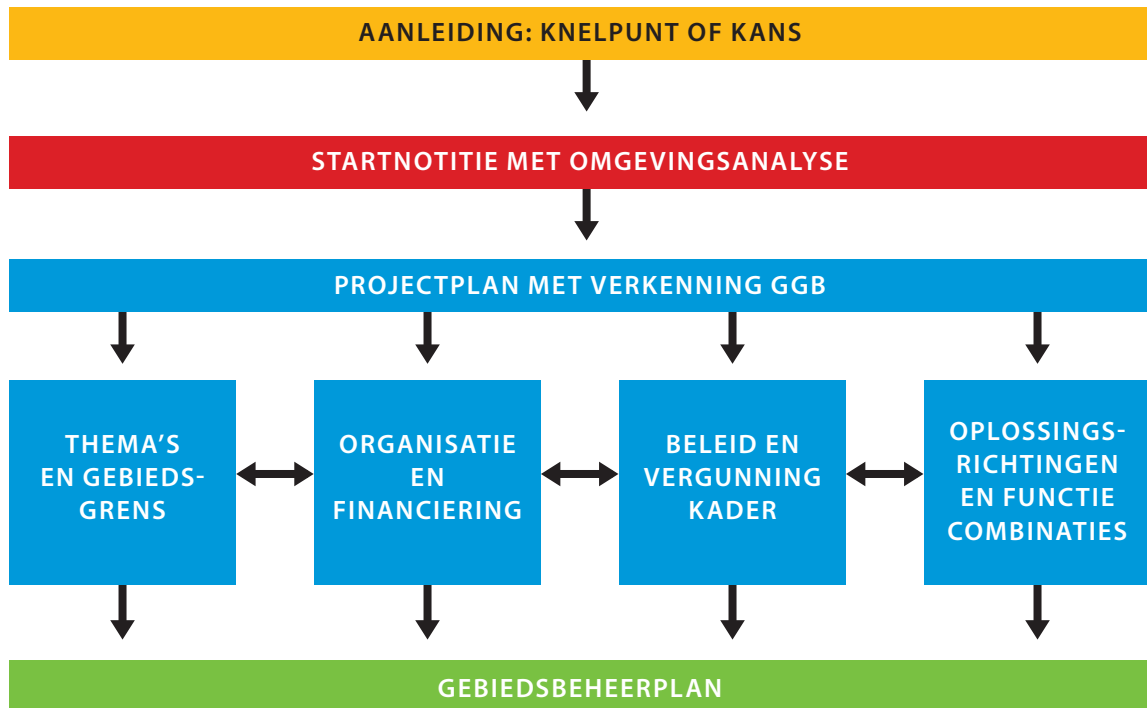 AANLEIDING: KNELPUNT OF KANS
STARTNOTITIE MET OMGEVINGSANALYSE
PROJECTPLAN MET VERKENNING GGB
THEMA'S
EN GEBIEDS-
GRENS
ORGANISATIE
EN
FINANCIERING
BELEID EN
VERGUNNING
KADER
OPLOSSINGS-
RICHTINGEN
EN FUNCTIE
COMBINATIES
GEBIEDSBEHEERPLAN